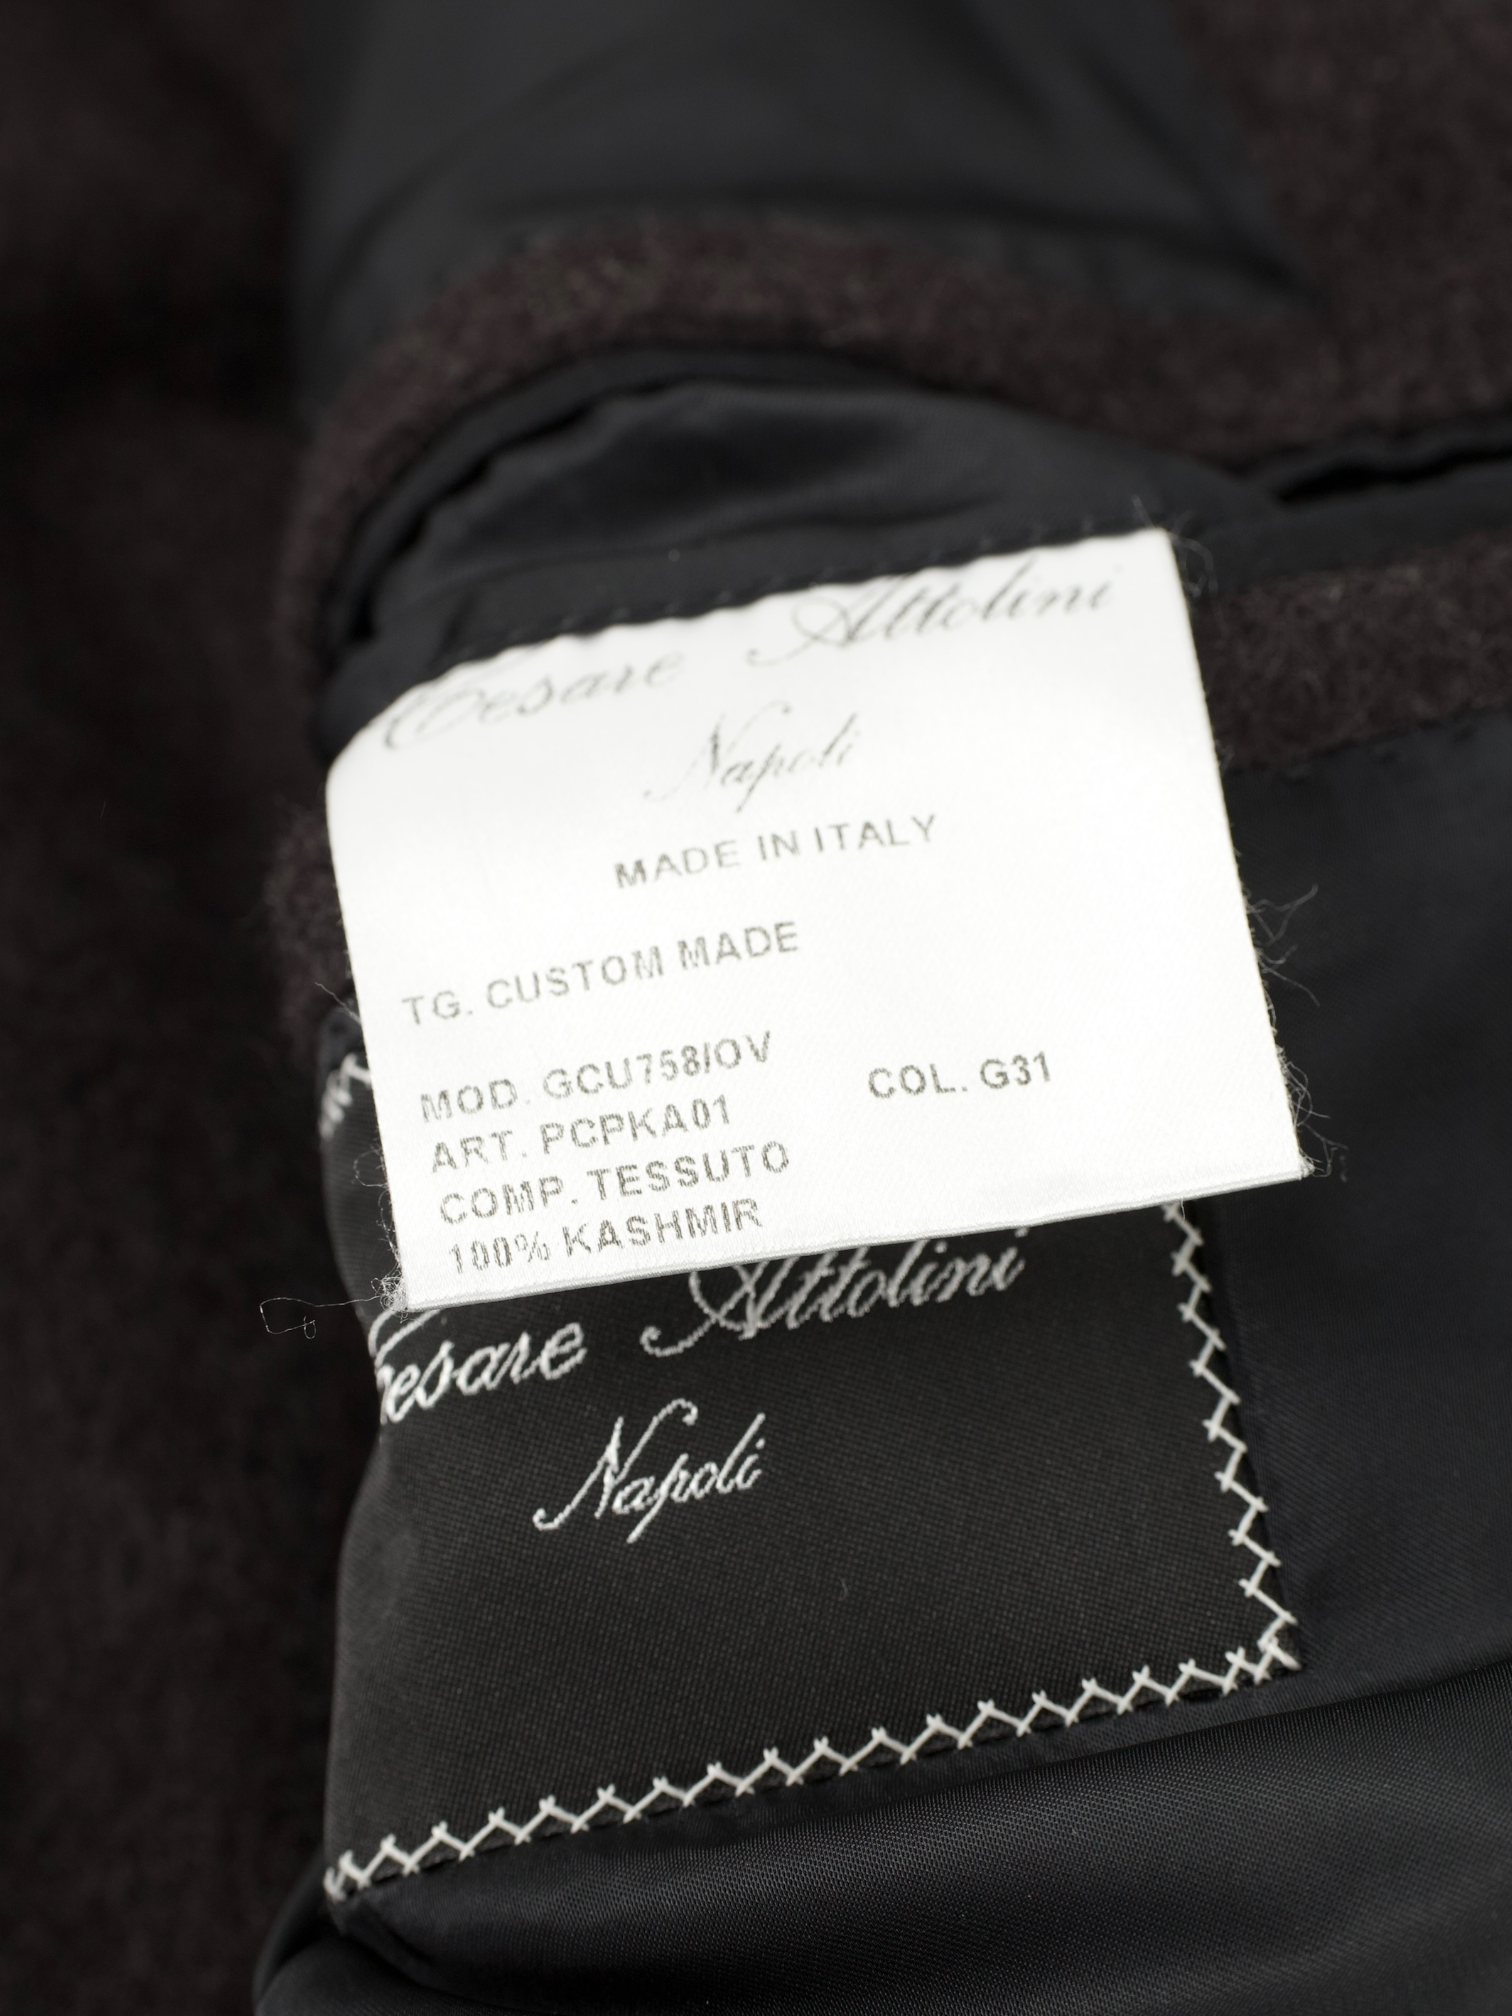 Cesare Attolini
Napoli
MADE IN ITALY
TG. CUSTOM MADE
MOD. GCU758/OV
COL. G31
ART. PCPKA01
COMP. TESSUTO
100% KASHMIR
Cesare Attolini
Napoli